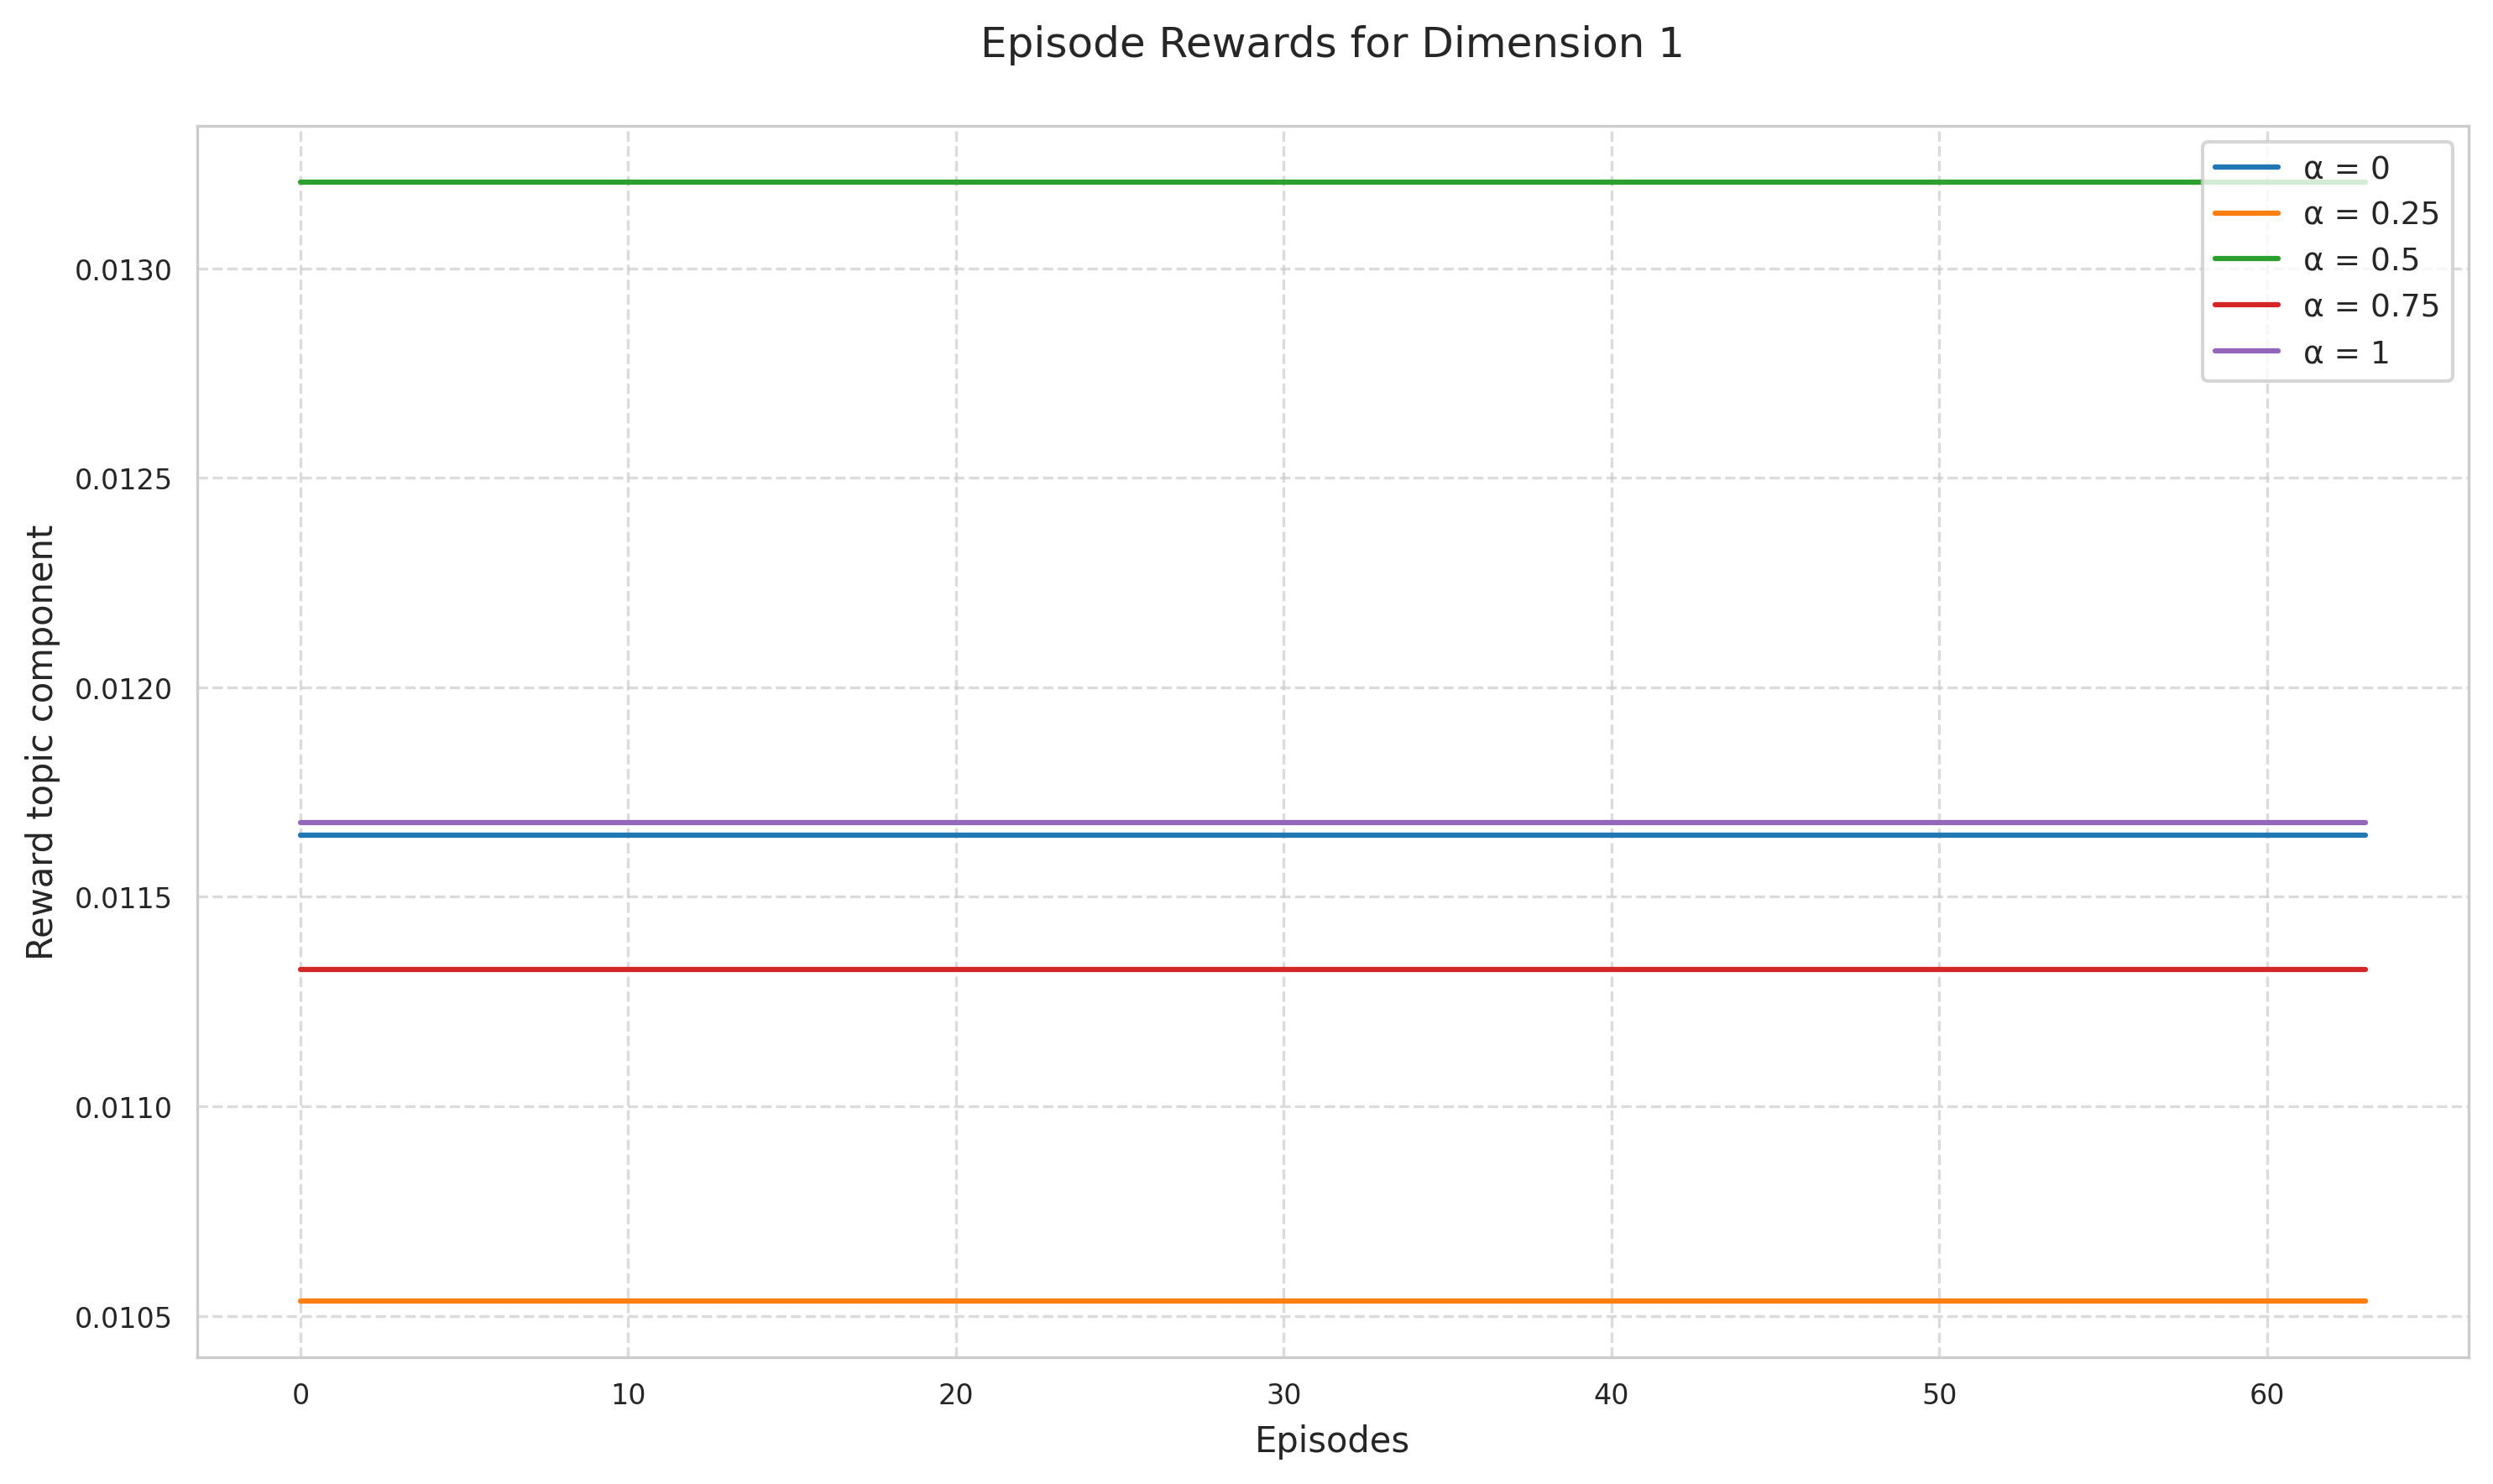 Episode Rewards for Dimension 1
α = 0
α = 0.25
α = 0.5
α = 0.75
α = 1
Reward topic component
0.0130
0.0125
0.0120
0.0115
0.0110
0.0105
0 10 20 30 40 50 60
Episodes